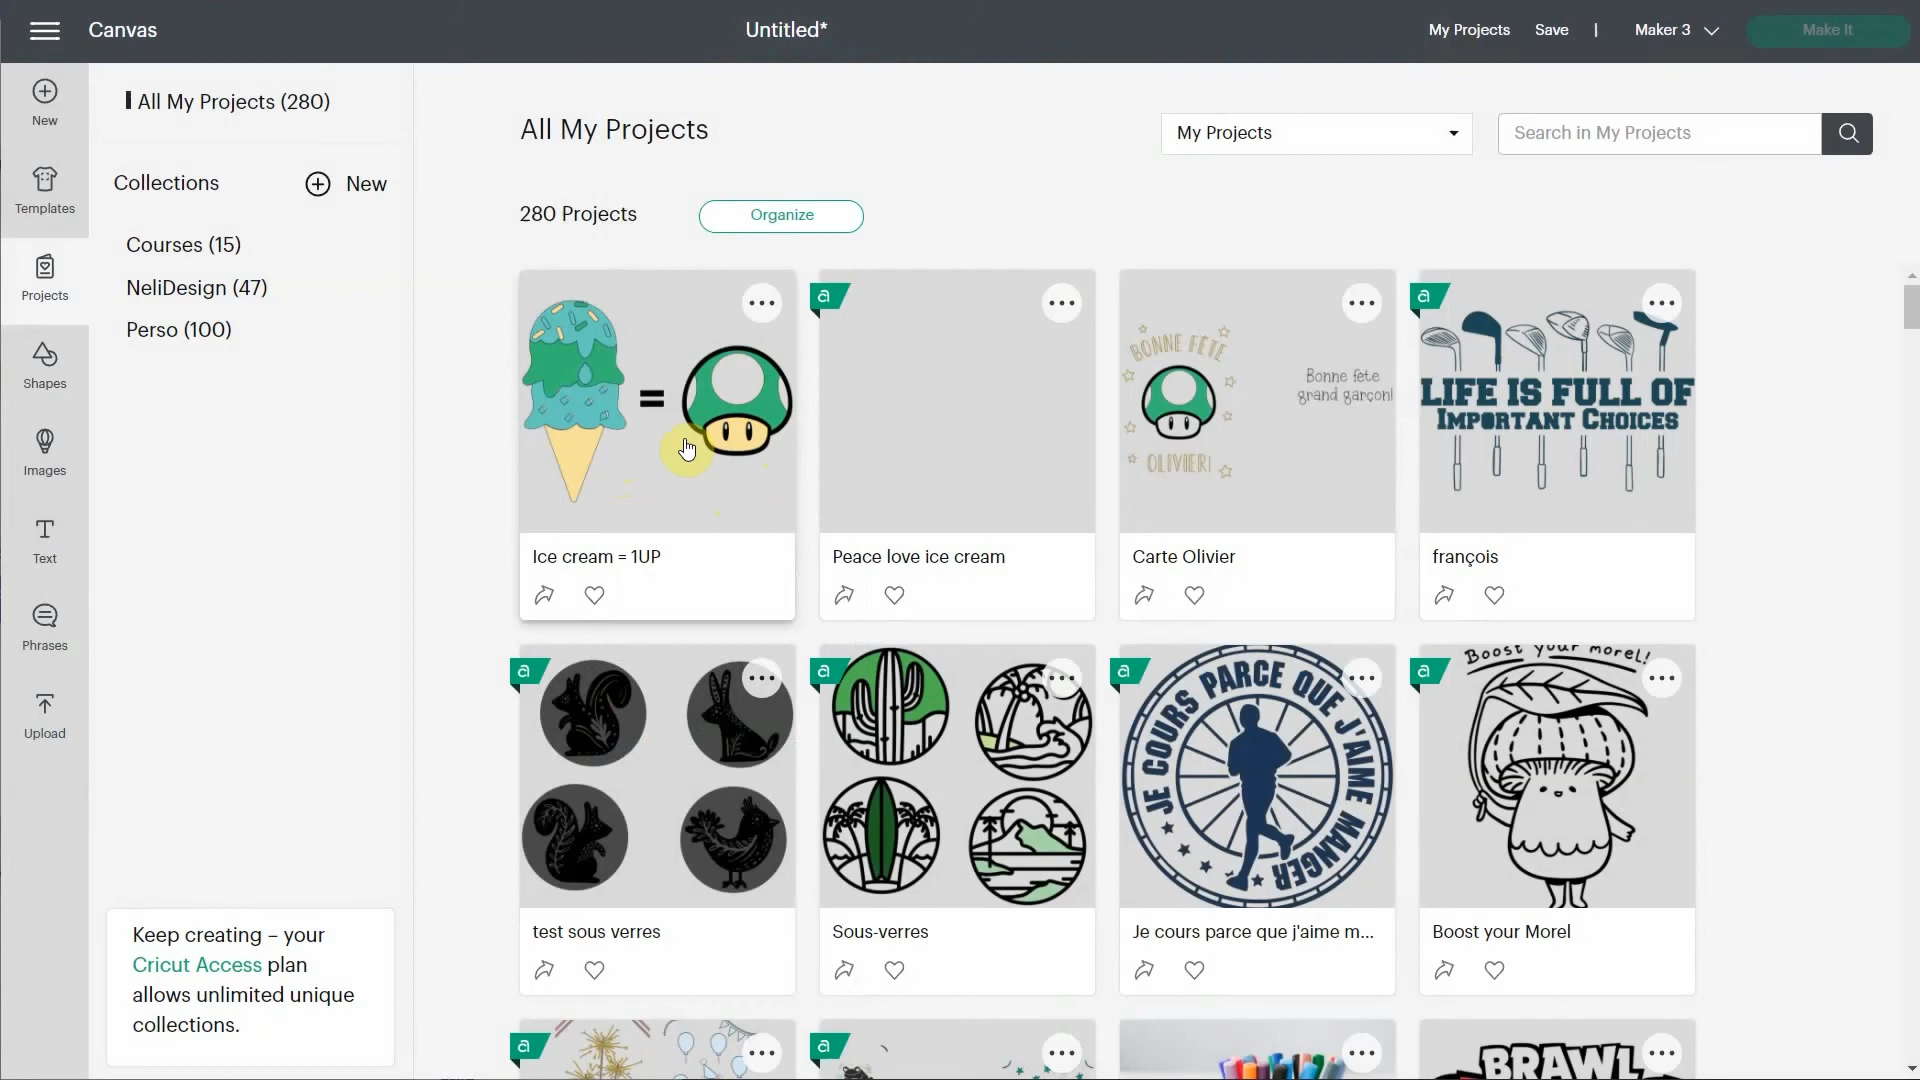 Canvas
Untitled*
My Projects
Save
|
Maker 3
Make It
New
Templates
Projects
Shapes
Images
Text
Phrases
Upload
All My Projects (280)
Collections
New
Courses (15)
NeliDesign (47)
Perso (100)
Keep creating – your
Cricut Access plan
allows unlimited unique
collections.
All My Projects
My Projects
Search in My Projects
280 Projects
Organize
=
Ice cream = 1UP
a
Peace love ice cream
BONNE FÊTE
OLIVIER!
Bonne fête
grand garçon!
Carte Olivier
a
LIFE IS FULL OF
IMPORTANT CHOICES
françois
a
test sous verres
a
Sous-verres
a
JE COURS PARCE QUE J'AIME MANGER
Je cours parce que j'aime m...
a
Boost your morel!
Boost your Morel
a
a
BRAWL